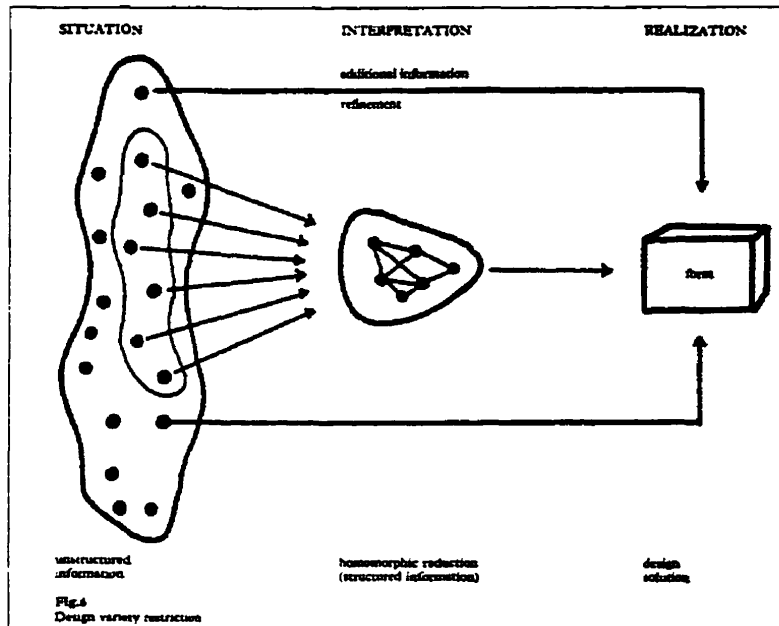 SITUATION
INTERPRETATION
REALIZATION
additional information
refinement
form
unstructured
information
homomorphic reduction
(structured information)
design
solution
Fig.6
Design variety restriction